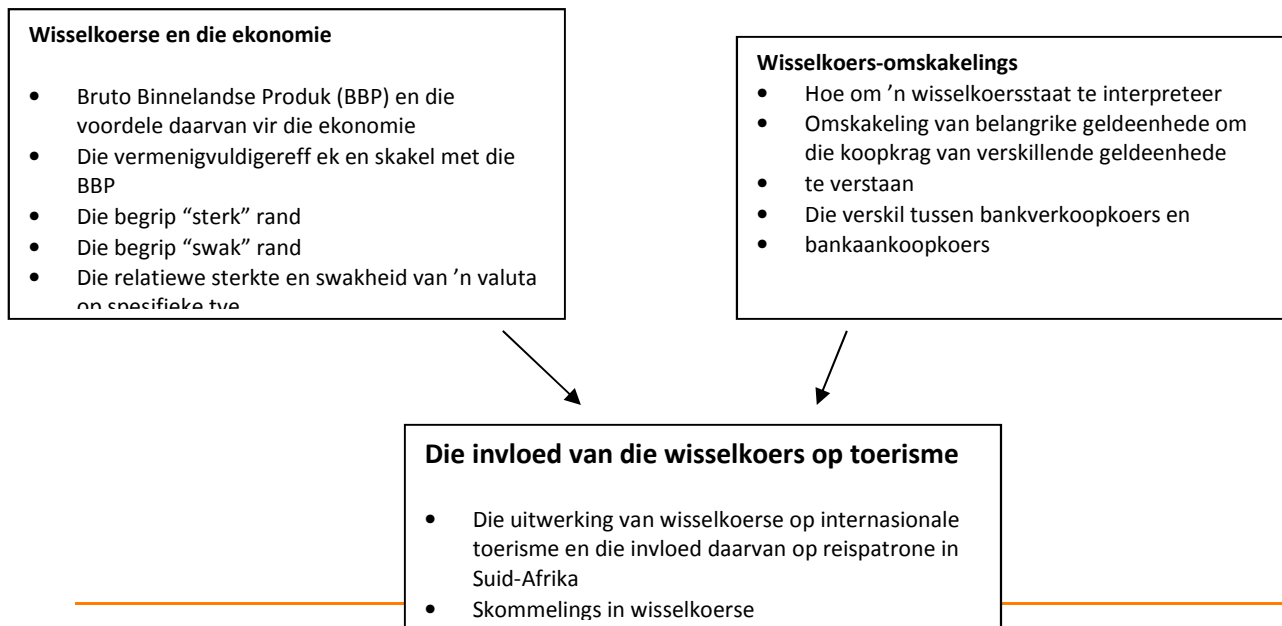 Wisselkoerse en die ekonomie
• Bruto Binnelandse Produk (BBP) en die
voordele daarvan vir die ekonomie
• Die vermenigvuldigereff ek en skakel met die
BBP
• Die begrip “sterk” rand
• Die begrip “swak” rand
• Die relatiewe sterkte en swakheid van ’n valuta
op spesifieke tye
Wisselkoers-omskakelings
• Hoe om ’n wisselkoersstaat te interpreteer
• Omskakeling van belangrike geldeenhede om
die koopkrag van verskillende geldeenhede
• te verstaan
• Die verskil tussen bankverkoopkoers en
• bankaankoopkoers
Die invloed van die wisselkoers op toerisme
• Die uitwerking van wisselkoerse op internasionale
toerisme en die invloed daarvan op reispatrone in
Suid-Afrika
• Skommelings in wisselkoerse